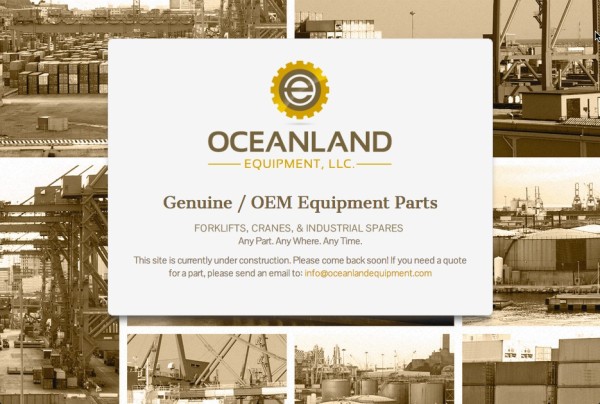 e
OCEANLAND
EQUIPMENT, LLC.
Genuine / OEM Equipment Parts
FORKLIFTS, CRANES, & INDUSTRIAL SPARES
Any Part. Any Where. Any Time.
This site is currently under construction. Please come back soon! If you need a quote
for a part, please send an email to: info@oceanlandequipment.com